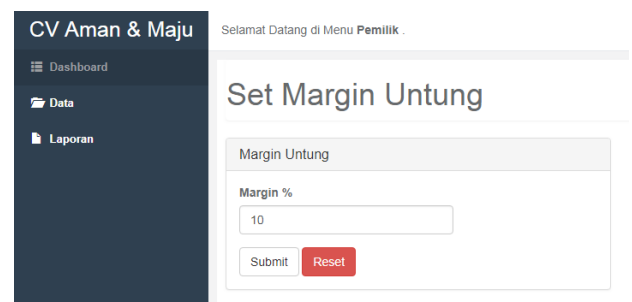 CV Aman & Maju
Selamat Datang di Menu Pemilik .
Dashboard
Data
Laporan
Set Margin Untung
Margin Untung
Margin %
10
Submit Reset